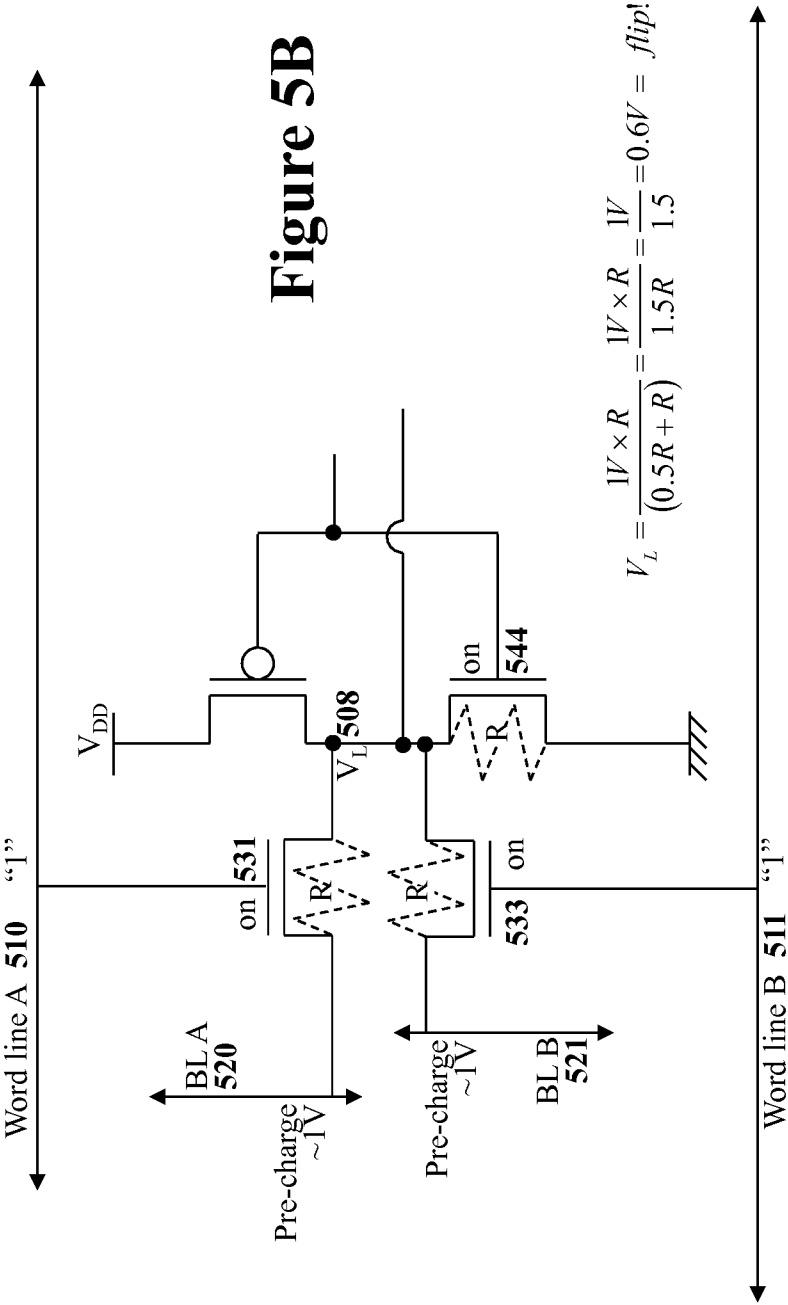 Word line A 510 “1”
BL A
520
Pre-charge
~1V
on 531
R
V_DD
V_L 508
Pre-charge
~1V
BL B
521
R
533 on
on
544
R
Word line B 511 “1”
V_L = 1V × R / (0.5R + R) = 1V × R / 1.5R = 1V / 1.5 = 0.6V = flip!
Figure 5B